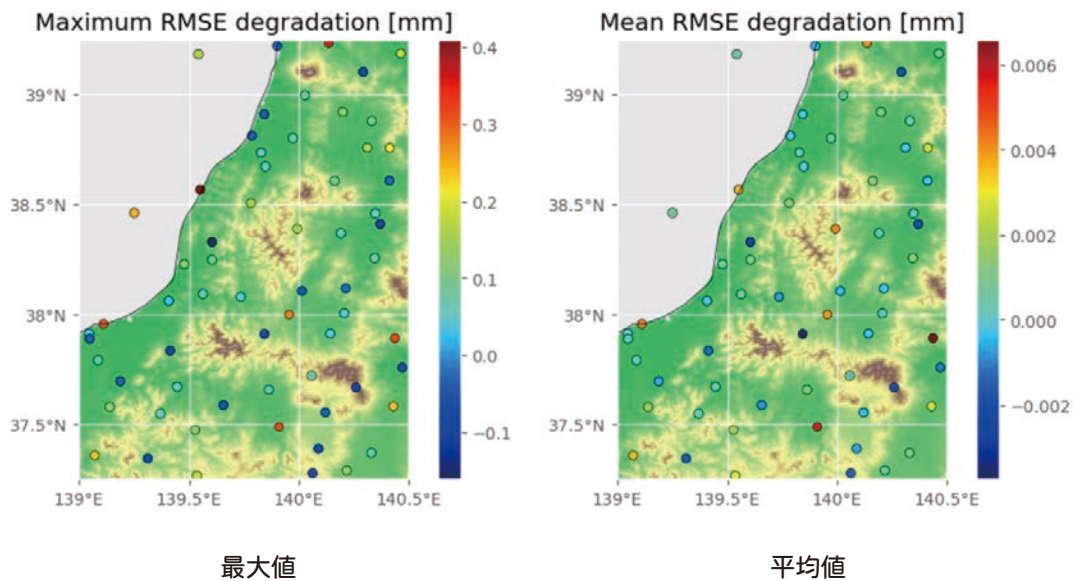 Maximum RMSE degradation [mm]
39°N
38.5°N
38°N
37.5°N
139°E
139.5°E
140°E
140.5°E
0.4
0.3
0.2
0.1
0.0
−0.1
最大値
Mean RMSE degradation [mm]
39°N
38.5°N
38°N
37.5°N
139°E
139.5°E
140°E
140.5°E
0.006
0.004
0.002
0.000
−0.002
平均値